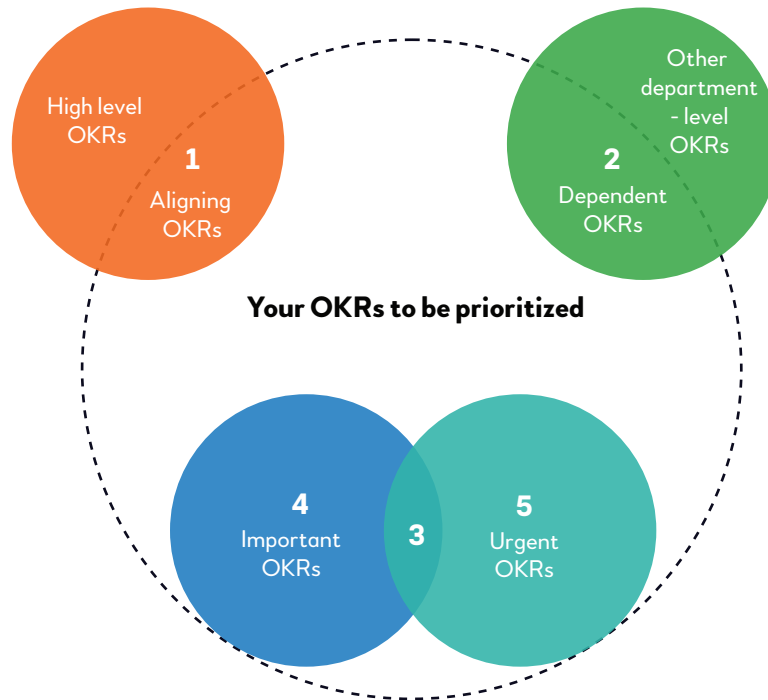 High level
OKRs
1
Aligning
OKRs
Other
department
- level
OKRs
2
Dependent
OKRs
Your OKRs to be prioritized
4
Important
OKRs
3
5
Urgent
OKRs